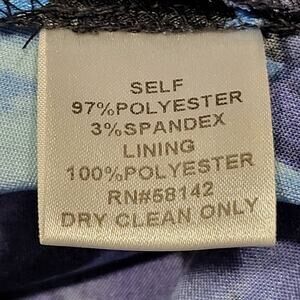 SELF
97%POLYESTER
3%SPANDEX
LINING
100%POLYESTER
RN#58142
DRY CLEAN ONLY